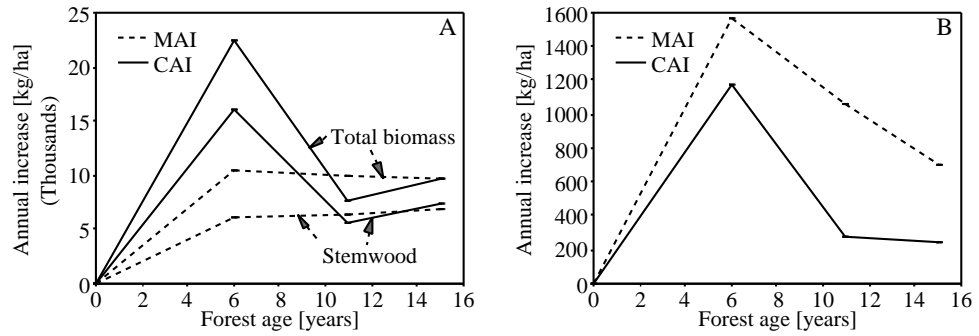 A
Annual increase [kg/ha]
(Thousands)
25
20
15
10
5
0
MAI
CAI
Total biomass
Stemwood
0 2 4 6 8 10 12 14 16
Forest age [years]
B
Annual increase [kg/ha]
1600
1400
1200
1000
800
600
400
200
0
MAI
CAI
0 2 4 6 8 10 12 14 16
Forest age [years]